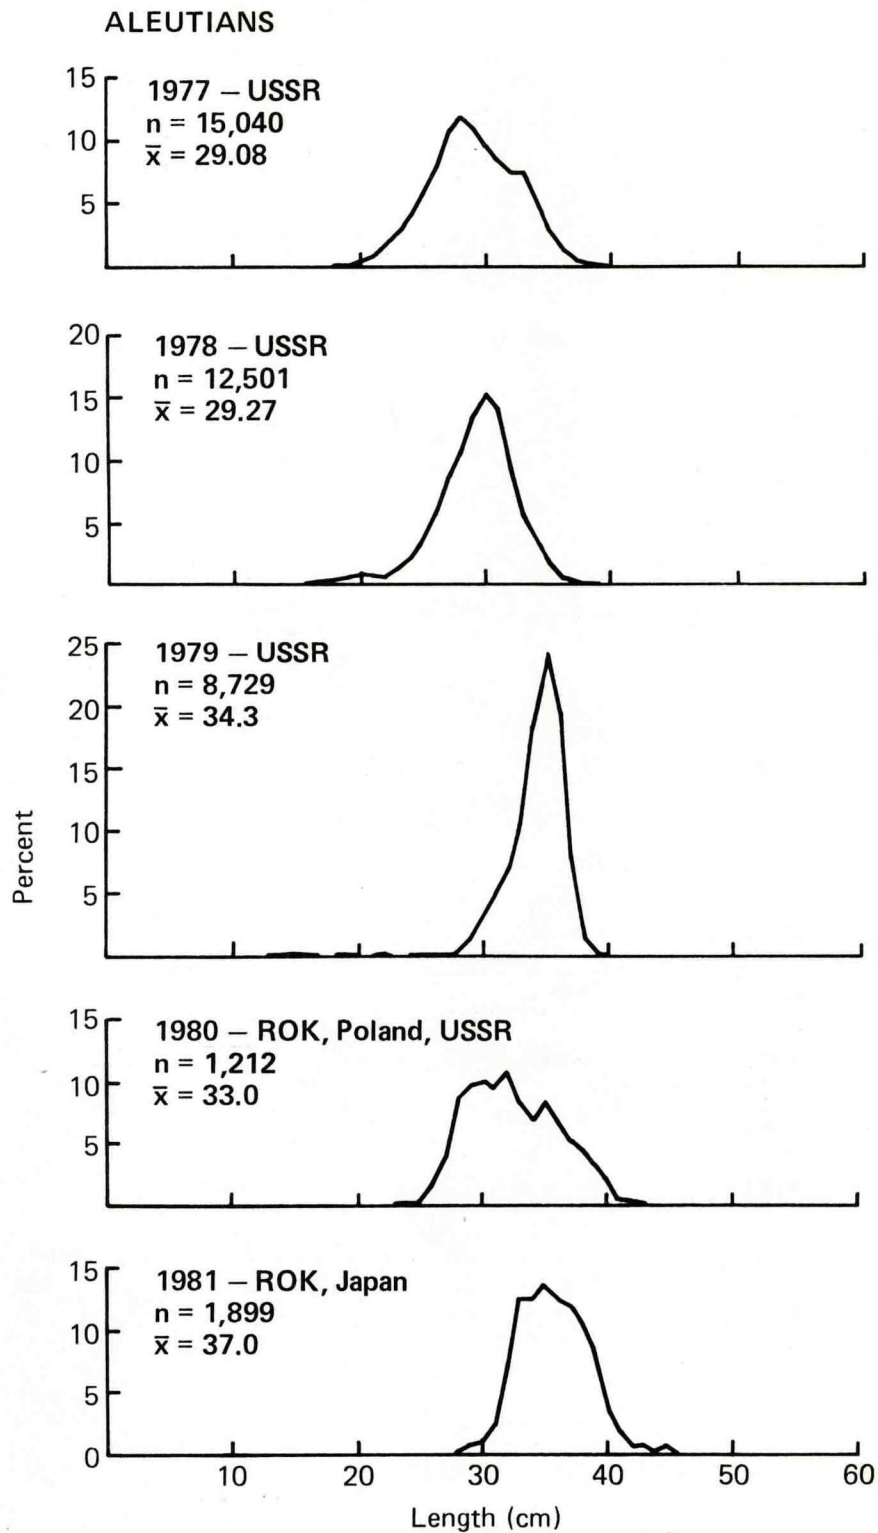 ALEUTIANS
15
10
5
1977 – USSR
n = 15,040
x̅ = 29.08
20
15
10
5
1978 – USSR
n = 12,501
x̅ = 29.27
25
20
15
10
5
1979 – USSR
n = 8,729
x̅ = 34.3
Percent
15
10
5
1980 – ROK, Poland, USSR
n = 1,212
x̅ = 33.0
15
10
5
0
1981 – ROK, Japan
n = 1,899
x̅ = 37.0
10 20 30 40 50 60
Length (cm)